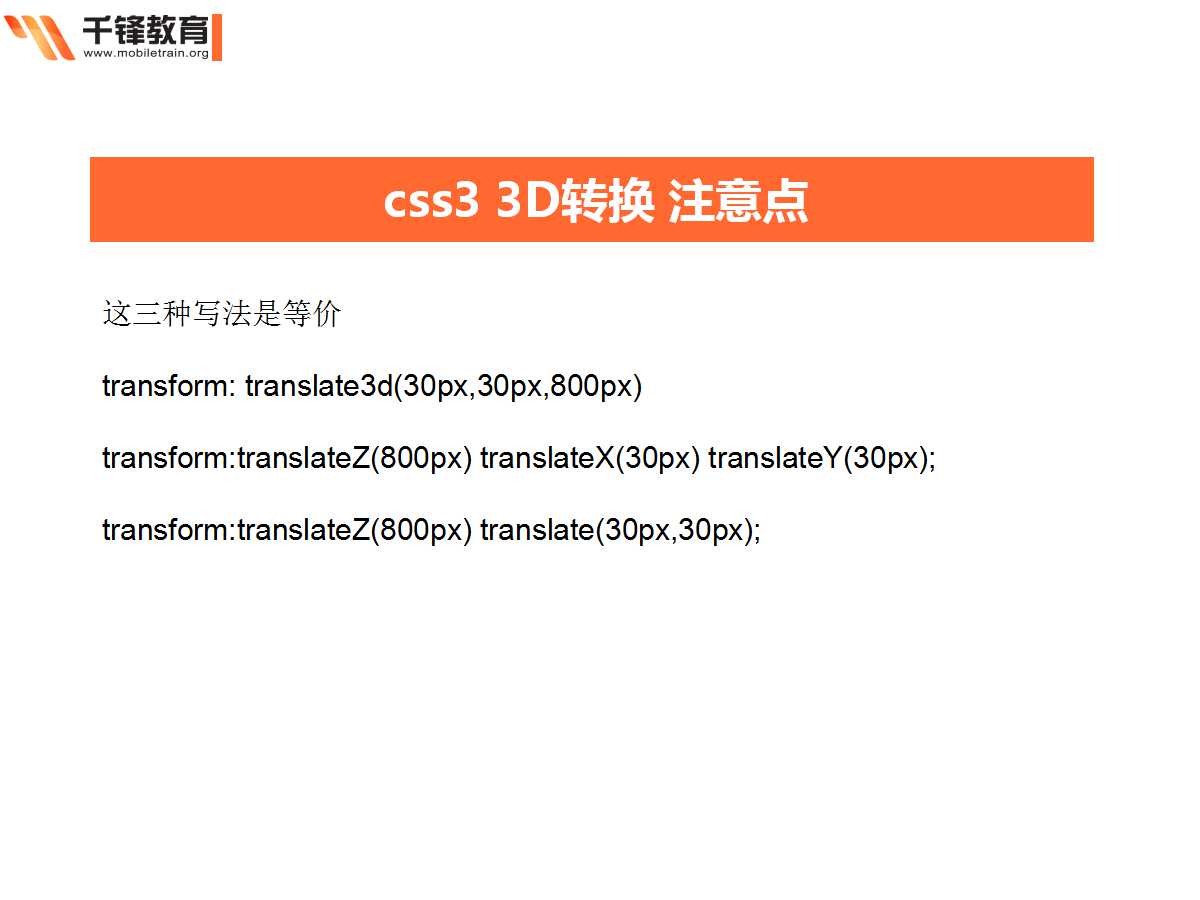 千锋教育
www.mobiletrain.org
css3 3D转换 注意点
这三种写法是等价
transform: translate3d(30px,30px,800px)
transform:translateZ(800px) translateX(30px) translateY(30px);
transform:translateZ(800px) translate(30px,30px);